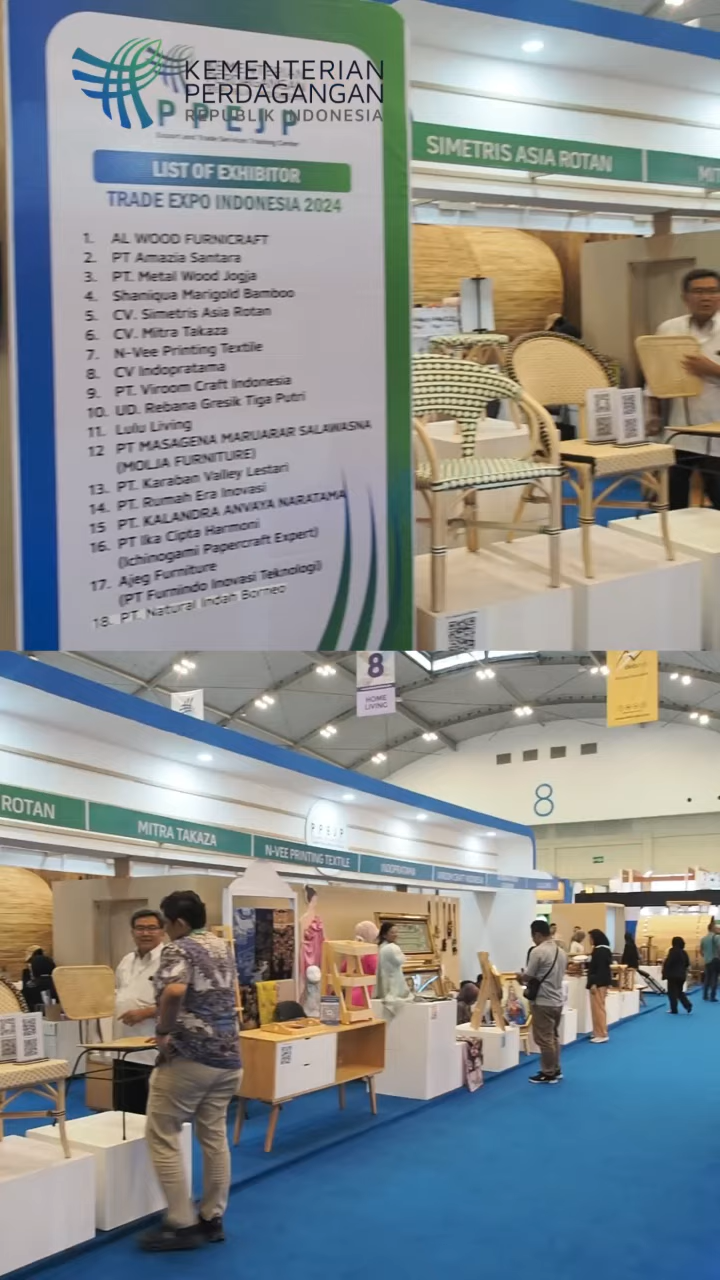 KEMENTERIAN
PERDAGANGAN
REPUBLIK INDONESIA
PPEJP
LIST OF EXHIBITOR
TRADE EXPO INDONESIA 2024
1. AL WOOD FURNICRAFT
2. PT Amazia Santara
3. PT. Metal Wood Jogja
4. Shaniqua Marigold Bamboo
5. CV. Simetris Asia Rotan
6. CV. Mitra Takaza
7. N-Vee Printing Textile
8. CV Indopratama
9. PT. Viroom Craft Indonesia
10. UD. Rebana Gresik Tiga Putri
11. Lulu Living
12 PT MASAGENA MARUARAR SALAWASNA
(MOLJA FURNITURE)
13. PT. Karaban Valley Lestari
14. PT. Rumah Era Inovasi
15 PT. KALANDRA ANVAYA NARATAMA
16. PT Ika Cipta Harmoni
(Ichinogami Papercraft Expert)
17. Ajeg Furniture
(PT Furnindo Inovasi Teknologi)
18. PT. Natural Indah Borneo
SIMETRIS ASIA ROTAN
MIT
8
HOME
LIVING
8
ROTAN
MITRA TAKAZA
PPEJP
N-VEE PRINTING TEXTILE
INDOPRATAMA
VIROOM CRAFT INDONESIA